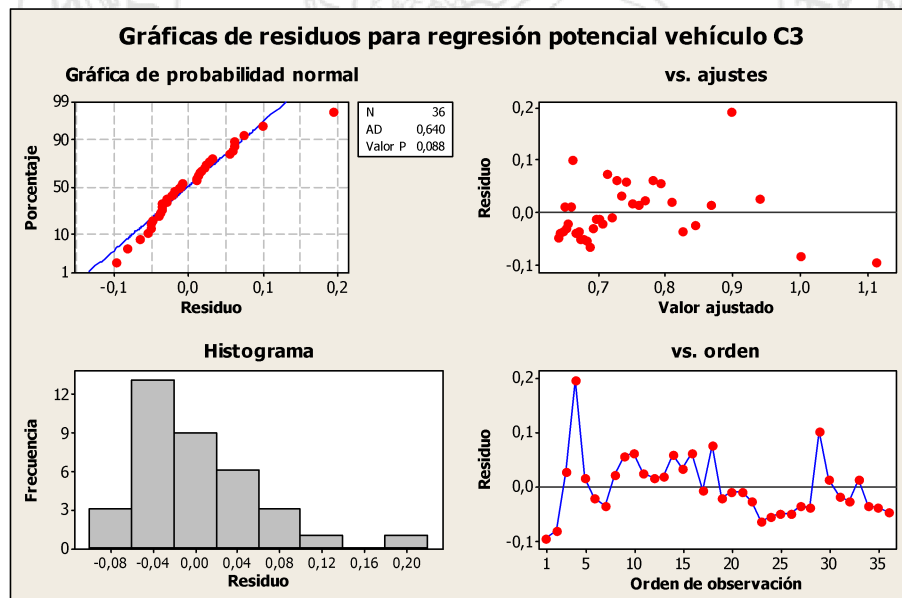 Gráficas de residuos para regresión potencial vehículo C3
Gráfica de probabilidad normal
99
90
50
10
1
Porcentaje
-0,1
0,0
0,1
0,2
Residuo
N 36
AD 0,640
Valor P 0,088
vs. ajustes
0,2
0,1
0,0
-0,1
Residuo
0,7
0,8
0,9
1,0
1,1
Valor ajustado
Histograma
12
9
6
3
0
Frecuencia
-0,08
-0,04
0,00
0,04
0,08
0,12
0,16
0,20
Residuo
vs. orden
0,2
0,1
0,0
-0,1
Residuo
1
5
10
15
20
25
30
35
Orden de observación